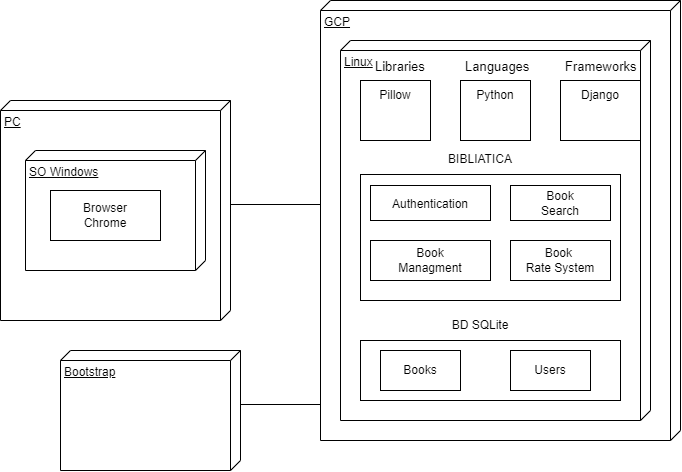 GCP
Linux
Libraries
Languages
Frameworks
Pillow
Python
Django
PC
SO Windows
Browser
Chrome
BIBLIATICA
Authentication
Book
Search
Book
Managment
Book
Rate System
BD SQLite
Books
Users
Bootstrap